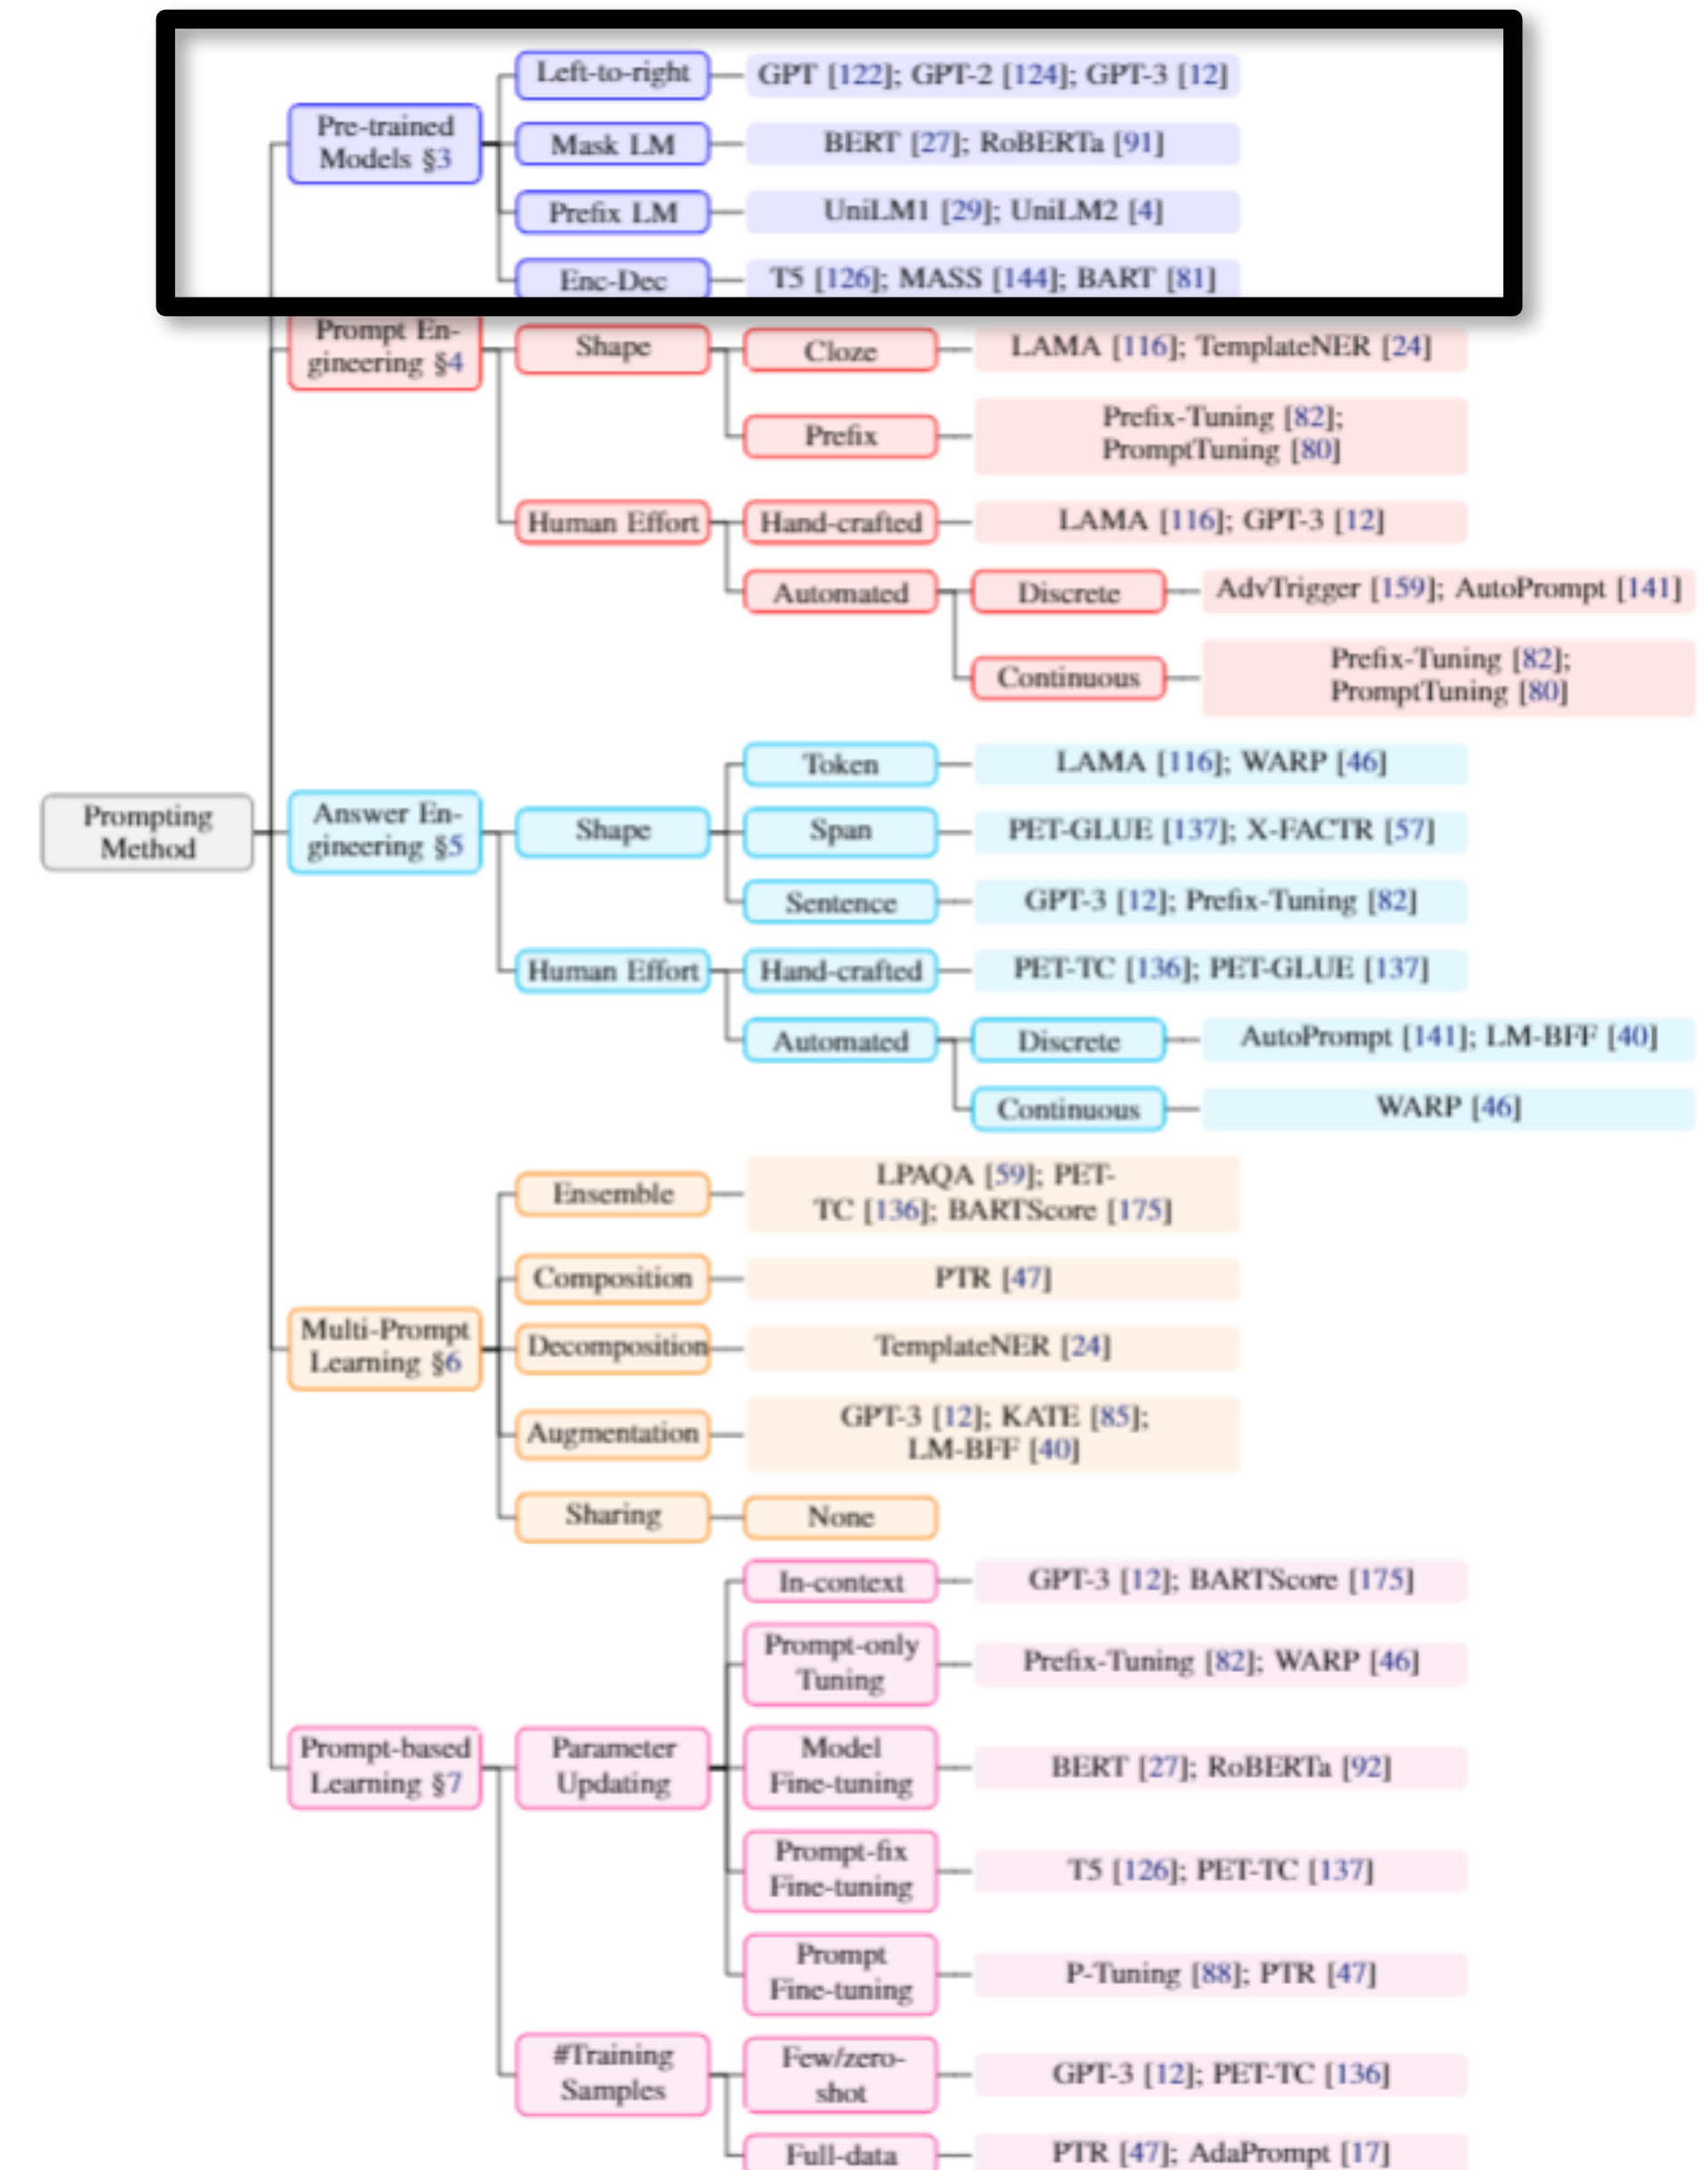 Left-to-right
GPT [122]; GPT-2 [124]; GPT-3 [12]
Pre-trained
Models §3
Mask LM
BERT [27]; RoBERTa [91]
Prefix LM
UniLM1 [29]; UniLM2 [4]
Enc-Dec
T5 [126]; MASS [144]; BART [81]
Prompt En-
gineering §4
Shape
Cloze
LAMA [116]; TemplateNER [24]
Prefix
Prefix-Tuning [82];
PromptTuning [80]
Human Effort
Hand-crafted
LAMA [116]; GPT-3 [12]
Automated
Discrete
AdvTrigger [159]; AutoPrompt [141]
Continuous
Prefix-Tuning [82];
PromptTuning [80]
Prompting
Method
Answer En-
gineering §5
Shape
Token
LAMA [116]; WARP [46]
Span
PET-GLUE [137]; X-FACTR [57]
Sentence
GPT-3 [12]; Prefix-Tuning [82]
Human Effort
Hand-crafted
PET-TC [136]; PET-GLUE [137]
Automated
Discrete
AutoPrompt [141]; LM-BFF [40]
Continuous
WARP [46]
Multi-Prompt
Learning §6
Ensemble
LPAQA [59]; PET-
TC [136]; BARTScore [175]
Composition
PTR [47]
Decomposition
TemplateNER [24]
Augmentation
GPT-3 [12]; KATE [85];
LM-BFF [40]
Sharing
None
Prompt-based
Learning §7
Parameter
Updating
In-context
GPT-3 [12]; BARTScore [175]
Prompt-only
Tuning
Prefix-Tuning [82]; WARP [46]
Model
Fine-tuning
BERT [27]; RoBERTa [92]
Prompt-fix
Fine-tuning
T5 [126]; PET-TC [137]
Prompt
Fine-tuning
P-Tuning [88]; PTR [47]
#Training
Samples
Few/zero-
shot
GPT-3 [12]; PET-TC [136]
Full-data
PTR [47]; AdaPrompt [17]